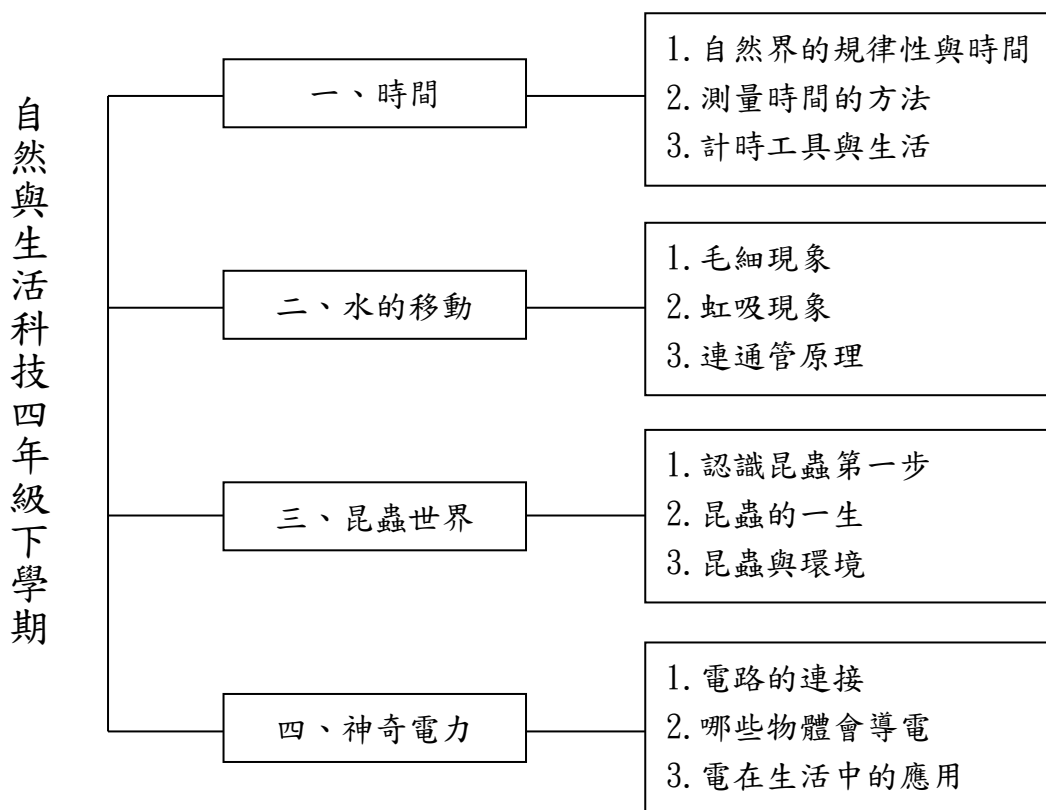 自然與生活科技四年級下學期
一、時間
1.自然界的規律性與時間
2.測量時間的方法
3.計時工具與生活
二、水的移動
1.毛細現象
2.虹吸現象
3.連通管原理
三、昆蟲世界
1.認識昆蟲第一步
2.昆蟲的一生
3.昆蟲與環境
四、神奇電力
1.電路的連接
2.哪些物體會導電
3.電在生活中的應用